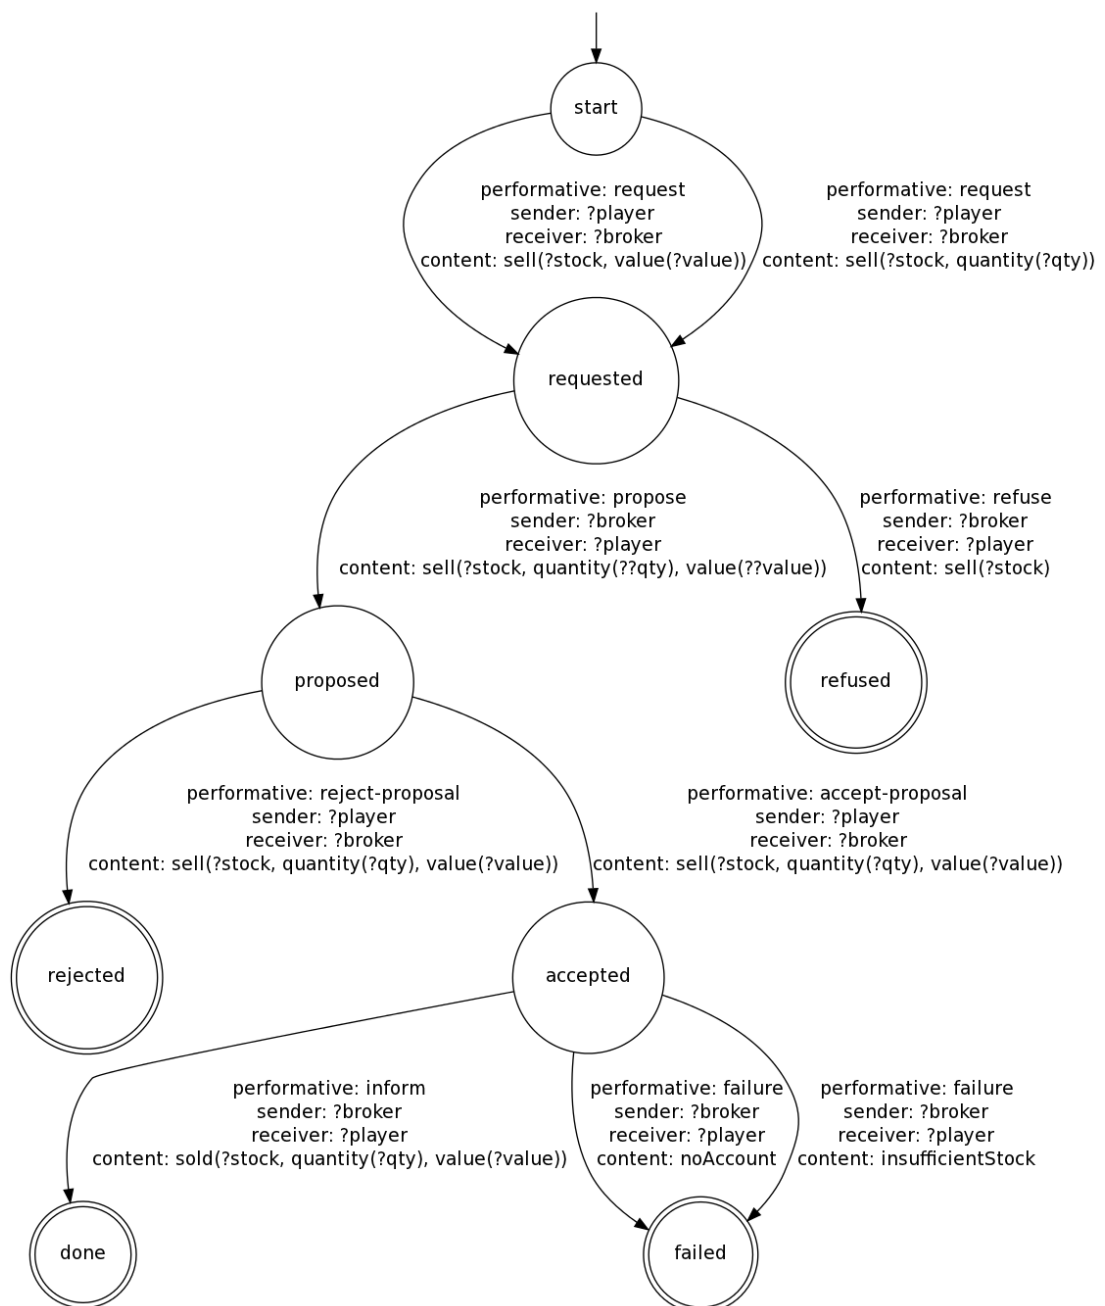 start
performative: request
sender: ?player
receiver: ?broker
content: sell(?stock, value(?value))
performative: request
sender: ?player
receiver: ?broker
content: sell(?stock, quantity(?qty))
requested
performative: propose
sender: ?broker
receiver: ?player
content: sell(?stock, quantity(??qty), value(??value))
performative: refuse
sender: ?broker
receiver: ?player
content: sell(?stock)
proposed
refused
performative: reject-proposal
sender: ?player
receiver: ?broker
content: sell(?stock, quantity(?qty), value(?value))
performative: accept-proposal
sender: ?player
receiver: ?broker
content: sell(?stock, quantity(?qty), value(?value))
rejected
accepted
performative: inform
sender: ?broker
receiver: ?player
content: sold(?stock, quantity(?qty), value(?value))
performative: failure
sender: ?broker
receiver: ?player
content: noAccount
performative: failure
sender: ?broker
receiver: ?player
content: insufficientStock
done
failed